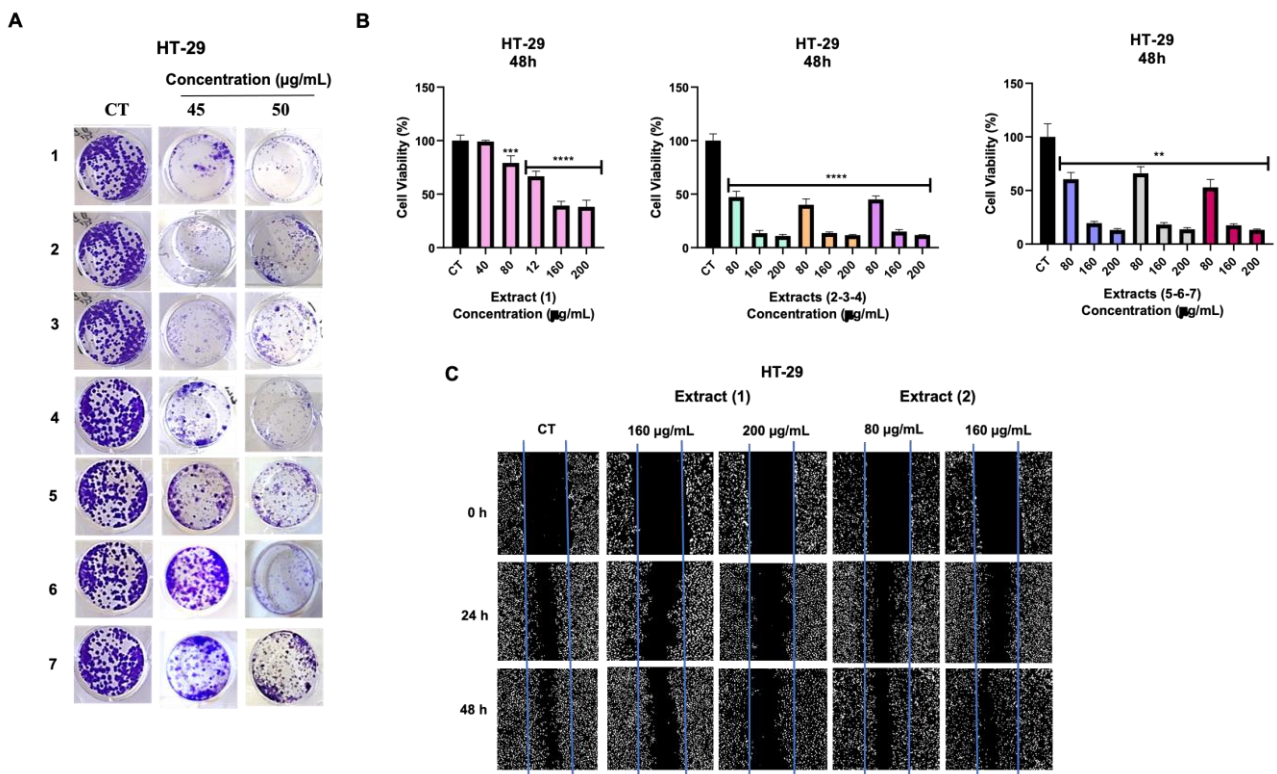 A
HT-29
Concentration (µg/mL)
CT 45 50
1
2
3
4
5
6
7
B
HT-29
48h
Cell Viability (%)
150
100
50
0
***
****
CT 40 80 12 160 200
Extract (1)
Concentration (µg/mL)
HT-29
48h
Cell Viability (%)
150
100
50
0
****
CT 80 160 200 80 160 200 80 160 200
Extracts (2-3-4)
Concentration (µg/mL)
HT-29
48h
Cell Viability (%)
150
100
50
0
**
CT 80 160 200 80 160 200 80 160 200
Extracts (5-6-7)
Concentration (µg/mL)
C
HT-29
Extract (1) Extract (2)
CT 160 µg/mL 200 µg/mL 80 µg/mL 160 µg/mL
0 h
24 h
48 h